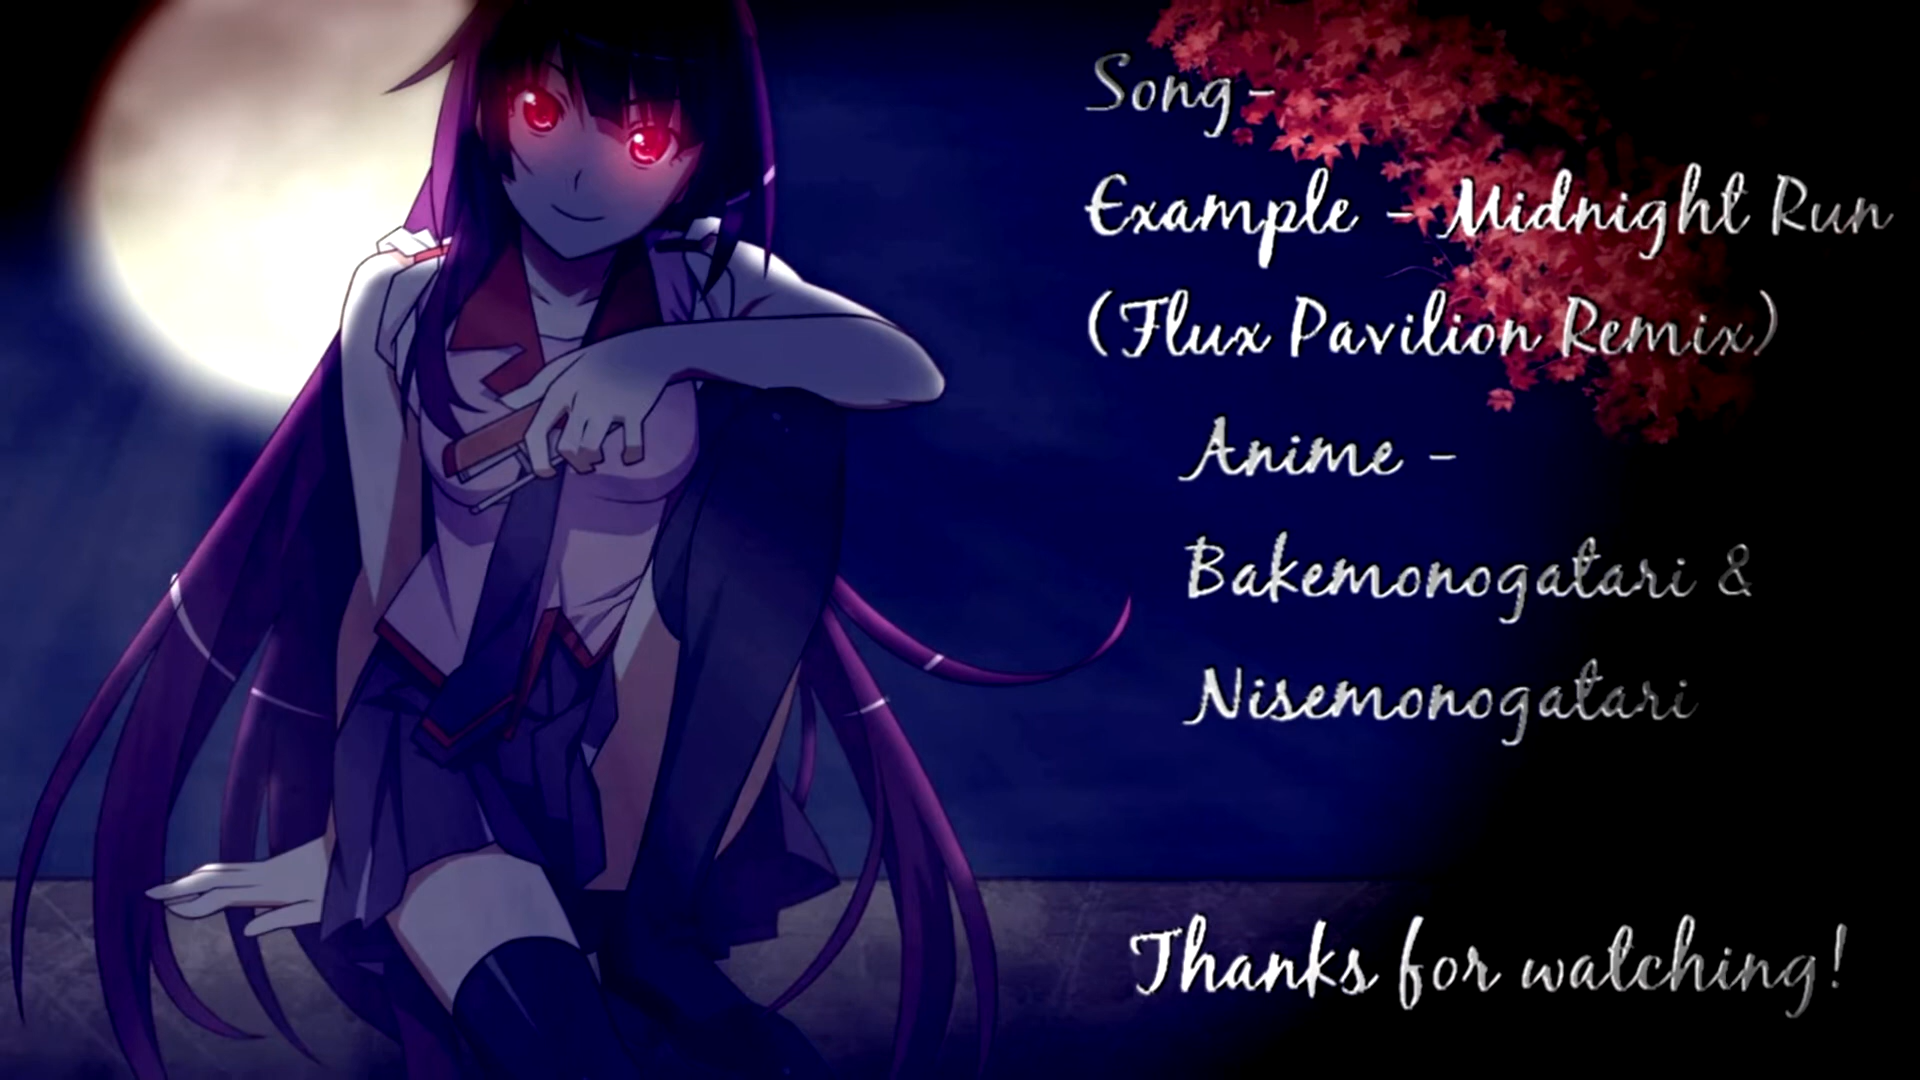 Song-
Example - Midnight Run
(Flux Pavilion Remix)
Anime -
Bakemonogatari &
Nisemonogatari
Thanks for watching!